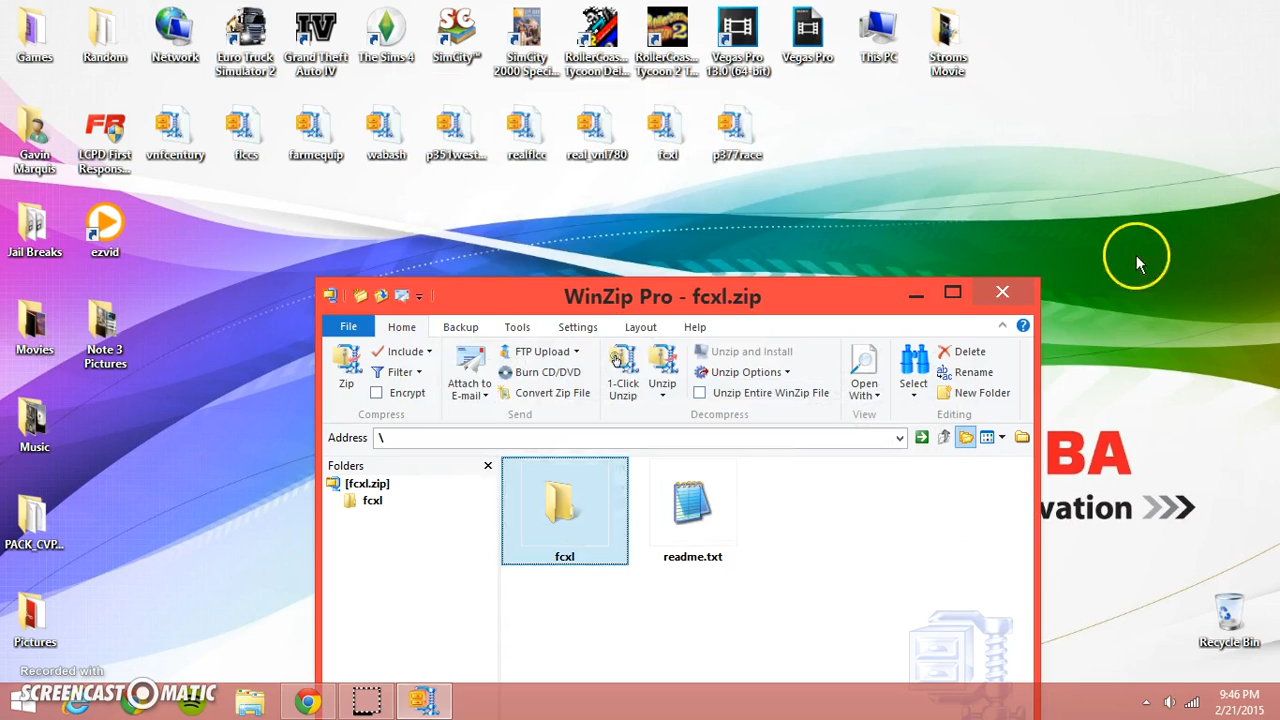 Games
Random
Network
Euro Truck
Simulator 2
Grand Theft
Auto IV
The Sims 4
SimCity™
SimCity
2000 Speci...
RollerCoas...
Tycoon Del...
RollerCoas...
Tycoon 2 T...
Vegas Pro
13.0 (64-bit)
Vegas Pro
This PC
Stroms
Movie
Gavin
Marquis
LCPD First
Respons...
vnlfcentury
flccs
farmequip
wabash
p351west...
realflcc
real_vnl780
fcxl
p377race
Jail Breaks
ezvid
WinZip Pro - fcxl.zip
File
Home
Backup
Tools
Settings
Layout
Help
Movies
Note 3
Pictures
Zip
Include
Filter
Encrypt
Compress
Attach to
E-mail
FTP Upload
Burn CD/DVD
Convert Zip File
Send
1-Click
Unzip
Unzip
Unzip and Install
Unzip Options
Unzip Entire WinZip File
Decompress
Open
With
View
Select
Delete
Rename
New Folder
Editing
Music
Address \
BA
vation
Folders
[fcxl.zip]
fcxl
fcxl
readme.txt
PACK_CVP...
Pictures
Recycle Bin
Recorded with
SCREENCAST-O-MATIC
9:46 PM
2/21/2015